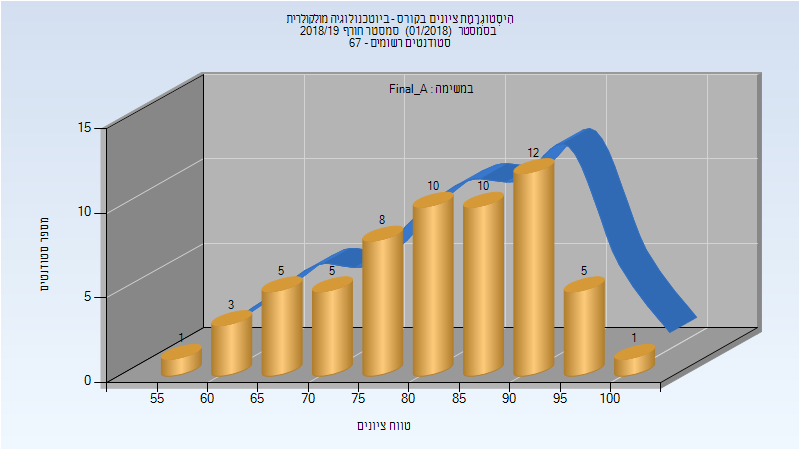 היסטוגרמת ציונים בקורס - ביוטכנולוגיה מולקולרית
בסמסטר (01/2018) סמסטר חורף 2018/19
סטודנטים רשומים - 67
במשימה : Final_A
15
10
5
0
מספר סטודנטים
1
3
5
5
8
10
10
12
5
1
55 60 65 70 75 80 85 90 95 100
טווח ציונים